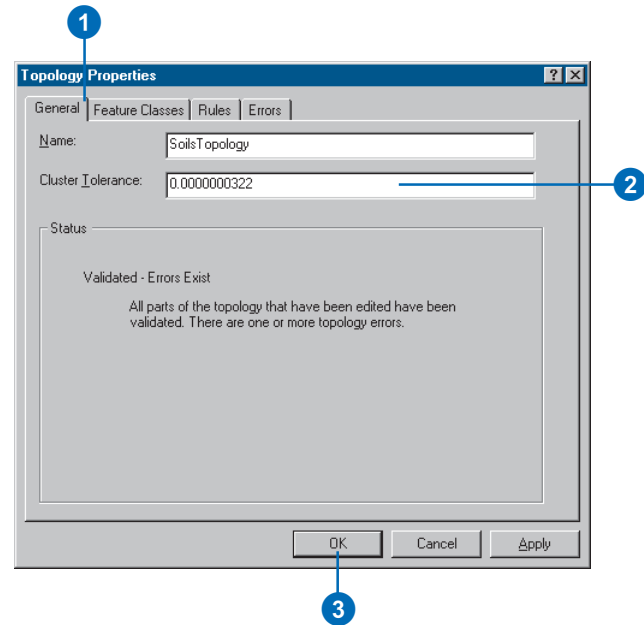 1
Topology Properties
General Feature Classes Rules Errors
Name: SoilsTopology
Cluster Tolerance: 0.0000000322
2
Status
Validated - Errors Exist
All parts of the topology that have been edited have been
validated. There are one or more topology errors.
OK Cancel Apply
3